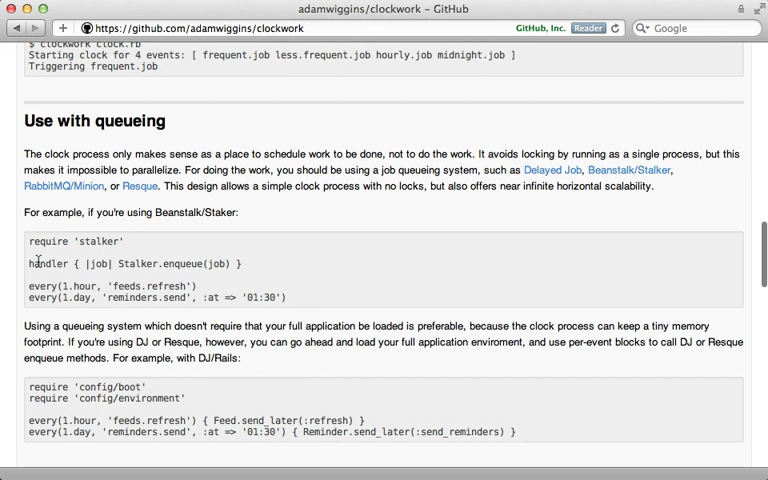 adamwiggins/clockwork – GitHub
https://github.com/adamwiggins/clockwork
GitHub, Inc.
Reader
Google
$ clockwork clock.rb
Starting clock for 4 events: [ frequent.job less.frequent.job hourly.job midnight.job ]
Triggering frequent.job
Use with queueing
The clock process only makes sense as a place to schedule work to be done, not to do the work. It avoids locking by running as a single process, but this
makes it impossible to parallelize. For doing the work, you should be using a job queueing system, such as Delayed Job, Beanstalk/Stalker,
RabbitMQ/Minion, or Resque. This design allows a simple clock process with no locks, but also offers near infinite horizontal scalability.
For example, if you're using Beanstalk/Staker:
require 'stalker'
handler { |job| Stalker.enqueue(job) }
every(1.hour, 'feeds.refresh')
every(1.day, 'reminders.send', :at => '01:30')
Using a queueing system which doesn't require that your full application be loaded is preferable, because the clock process can keep a tiny memory
footprint. If you're using DJ or Resque, however, you can go ahead and load your full application enviroment, and use per-event blocks to call DJ or Resque
enqueue methods. For example, with DJ/Rails:
require 'config/boot'
require 'config/environment'
every(1.hour, 'feeds.refresh') { Feed.send_later(:refresh) }
every(1.day, 'reminders.send', :at => '01:30') { Reminder.send_later(:send_reminders) }